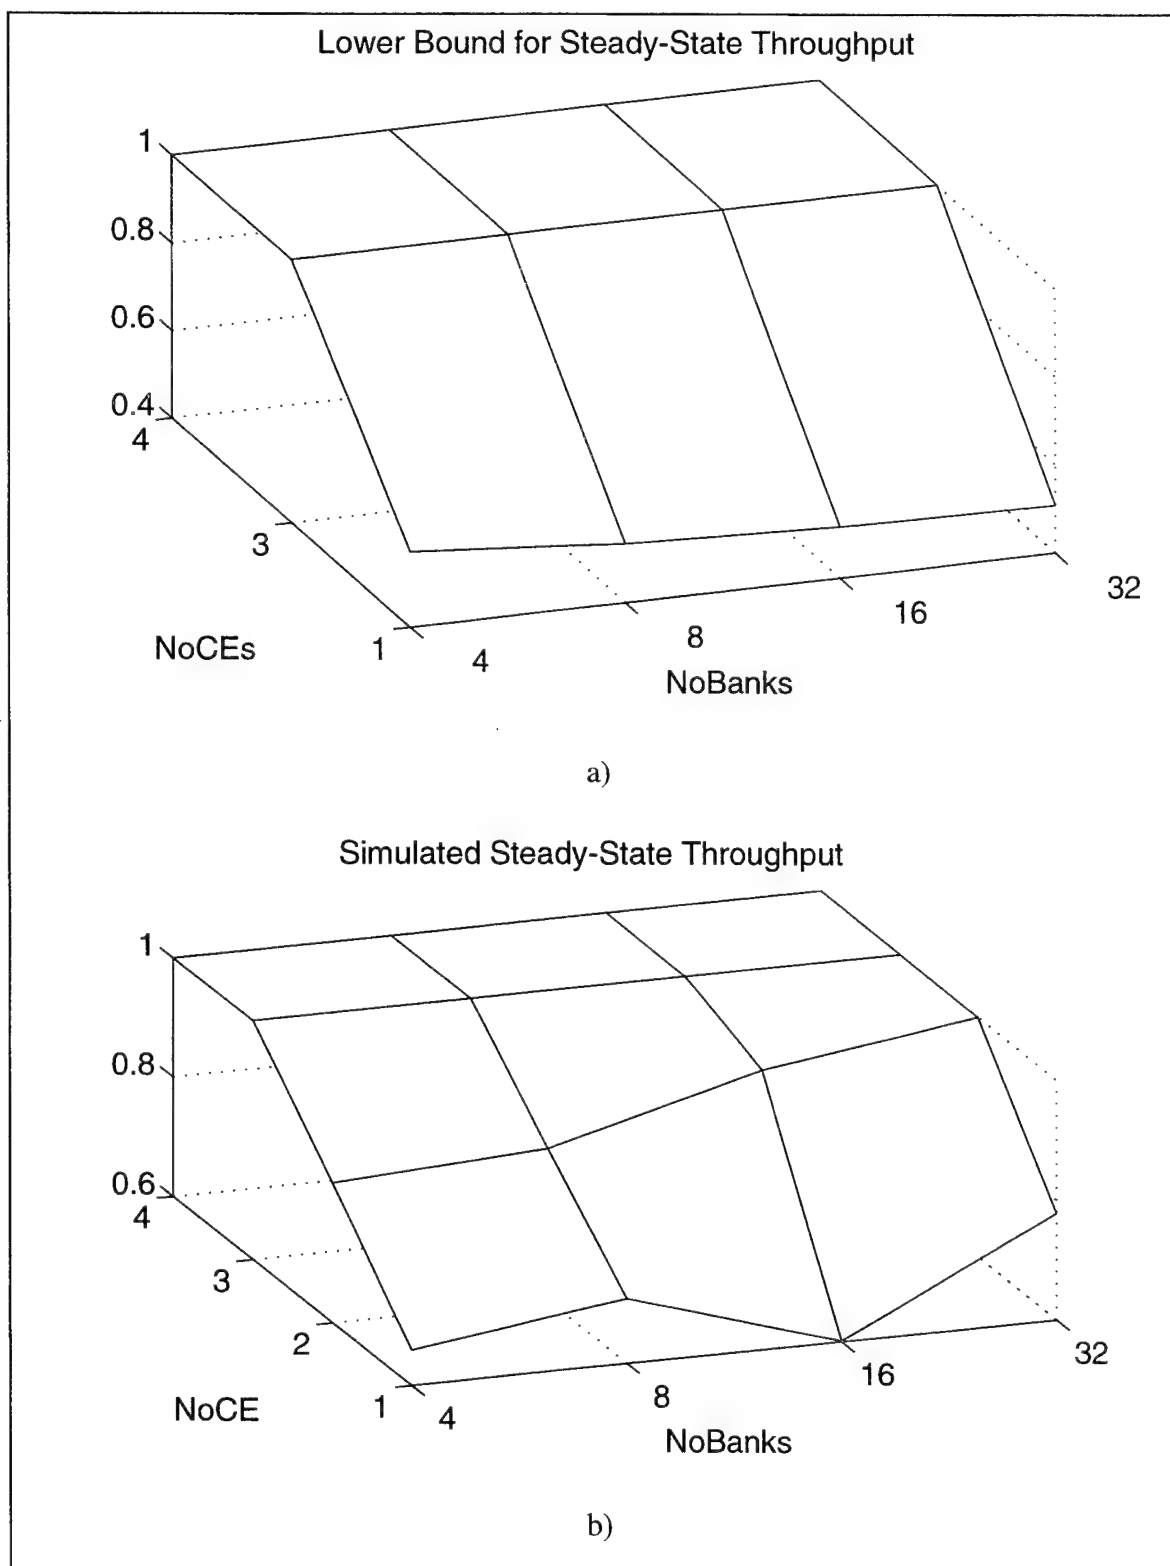 Lower Bound for Steady-State Throughput
1
0.8
0.6
0.4
4
3
1
NoCEs
4
8
16
32
NoBanks
a)
Simulated Steady-State Throughput
1
0.8
0.6
4
3
2
1
NoCE
4
8
16
32
NoBanks
b)